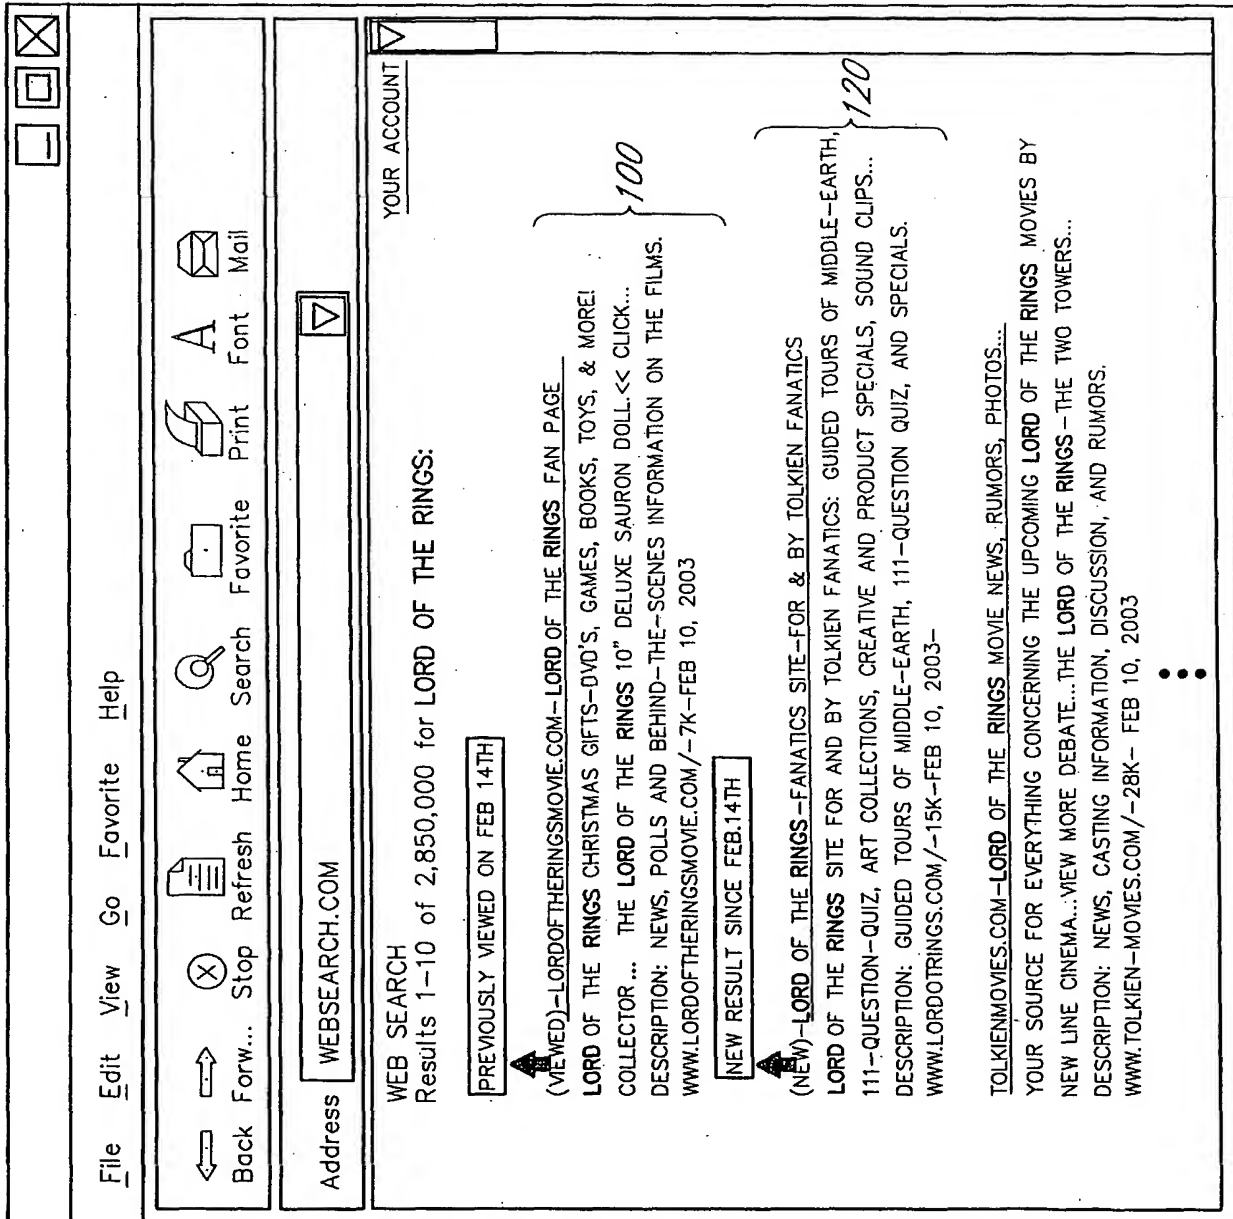 File Edit View Go Favorite Help
Back Forw... Stop Refresh Home Search Favorite Print Font Mail
Address WEBSEARCH.COM
YOUR ACCOUNT
WEB SEARCH
Results 1-10 of 2,850,000 for LORD OF THE RINGS:
PREVIOUSLY VIEWED ON FEB 14TH
(VIEWED)-LORDOFTHERINGSMOVIE.COM-LORD OF THE RINGS FAN PAGE
LORD OF THE RINGS CHRISTMAS GIFTS-DVD'S, GAMES, BOOKS, TOYS, & MORE!
COLLECTOR... THE LORD OF THE RINGS 10" DELUXE SAURON DOLL.<< CLICK...
DESCRIPTION: NEWS, POLLS AND BEHIND-THE-SCENES INFORMATION ON THE FILMS.
WWW.LORDOFTHERINGSMOVIE.COM/-7K-FEB 10, 2003
100
NEW RESULT SINCE FEB.14TH
(NEW)-LORD OF THE RINGS-FANATICS SITE-FOR & BY TOLKIEN FANATICS
LORD OF THE RINGS SITE FOR AND BY TOLKIEN FANATICS: GUIDED TOURS OF MIDDLE-EARTH,
111-QUESTION-QUIZ, ART COLLECTIONS, CREATIVE AND PRODUCT SPECIALS, SOUND CLIPS...
DESCRIPTION: GUIDED TOURS OF MIDDLE-EARTH, 111-QUESTION QUIZ, AND SPECIALS.
WWW.LORDOTRINGS.COM/-15K-FEB 10, 2003-
120
TOLKIENMOVIES.COM-LORD OF THE RINGS MOVIE NEWS, RUMORS, PHOTOS...
YOUR SOURCE FOR EVERYTHING CONCERNING THE UPCOMING LORD OF THE RINGS MOVIES BY
NEW LINE CINEMA...VIEW MORE DEBATE...THE LORD OF THE RINGS-THE TWO TOWERS...
DESCRIPTION: NEWS, CASTING INFORMATION, DISCUSSION, AND RUMORS.
WWW.TOLKIEN-MOVIES.COM/-28K- FEB 10, 2003